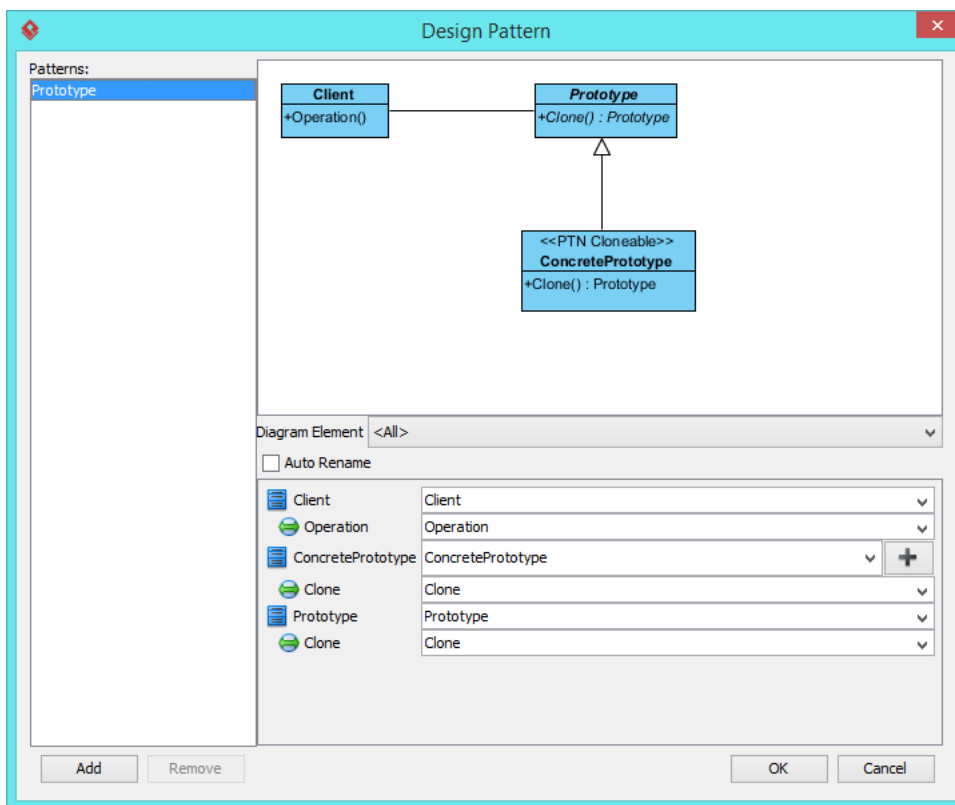 Design Pattern
Patterns:
Prototype
Client
+Operation()
Prototype
+Clone() : Prototype
<<PTN Cloneable>>
ConcretePrototype
+Clone() : Prototype
Diagram Element <All>
Auto Rename
Client Client
Operation Operation
ConcretePrototype ConcretePrototype
Clone Clone
Prototype Prototype
Clone Clone
Add Remove OK Cancel